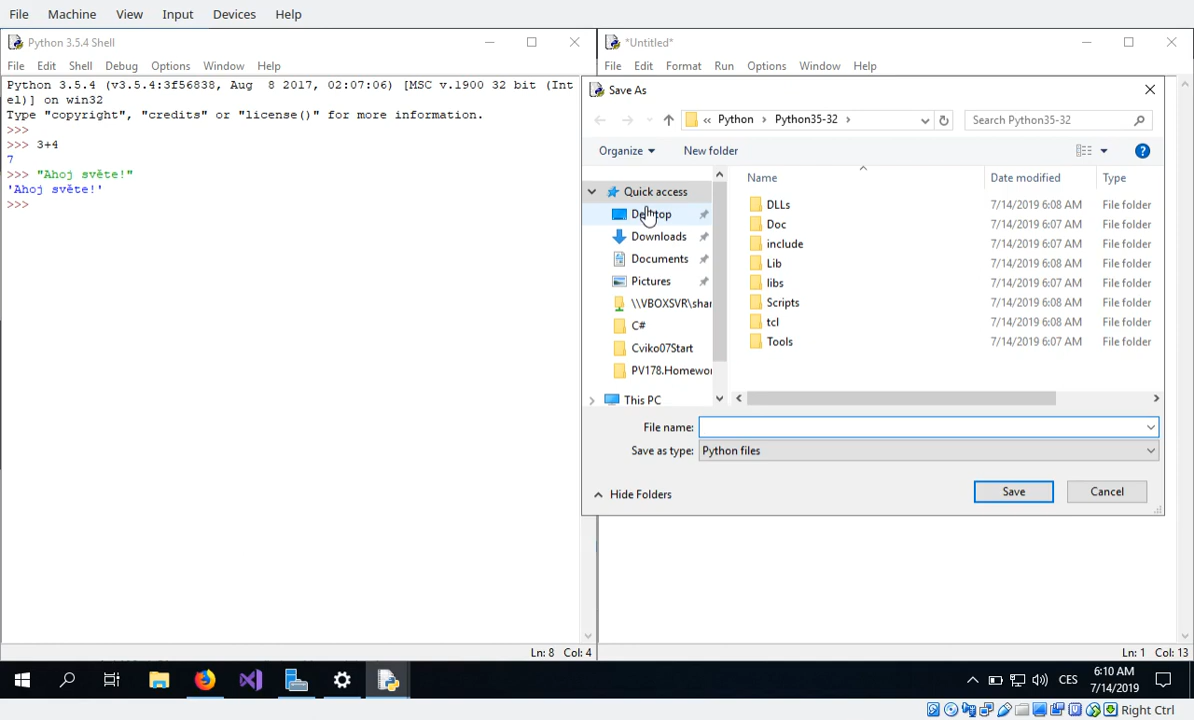 File Machine View Input Devices Help
Python 3.5.4 Shell
File Edit Shell Debug Options Window Help
Python 3.5.4 (v3.5.4:3f56838, Aug  8 2017, 02:07:06) [MSC v.1900 32 bit (Int
el)] on win32
Type "copyright", "credits" or "license()" for more information.
>>>
>>> 3+4
7
>>> "Ahoj světe!"
'Ahoj světe!'
>>>
Ln: 8 Col: 4
*Untitled*
File Edit Format Run Options Window Help
Save As
« Python › Python35-32 ›
Search Python35-32
Organize
New folder
Quick access
Desktop
Downloads
Documents
Pictures
\\VBOXSVR\shar
C#
Cviko07Start
PV178.Homewor
This PC
Name Date modified Type
DLLs 7/14/2019 6:08 AM File folder
Doc 7/14/2019 6:07 AM File folder
include 7/14/2019 6:07 AM File folder
Lib 7/14/2019 6:08 AM File folder
libs 7/14/2019 6:07 AM File folder
Scripts 7/14/2019 6:08 AM File folder
tcl 7/14/2019 6:08 AM File folder
Tools 7/14/2019 6:07 AM File folder
File name:
Save as type: Python files
Hide Folders
Save
Cancel
Ln: 1 Col: 13
CES
6:10 AM
7/14/2019
Right Ctrl